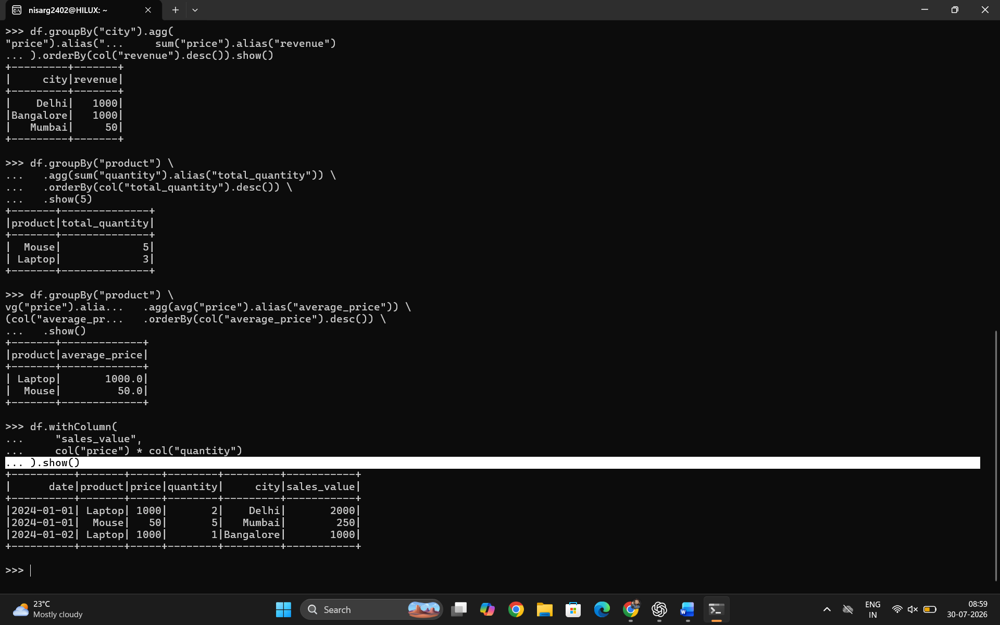 nisarg2402@HILUX: ~
>>> df.groupBy("city").agg(
"price").alias("...     sum("price").alias("revenue")
... ).orderBy(col("revenue").desc()).show()
+---------+-------+
|     city|revenue|
+---------+-------+
|    Delhi|   1000|
|Bangalore|   1000|
|   Mumbai|     50|
+---------+-------+
>>> df.groupBy("product") \
...   .agg(sum("quantity").alias("total_quantity")) \
...   .orderBy(col("total_quantity").desc()) \
...   .show(5)
+-------+--------------+
|product|total_quantity|
+-------+--------------+
|  Mouse|             5|
| Laptop|             3|
+-------+--------------+
>>> df.groupBy("product") \
vg("price").alia...   .agg(avg("price").alias("average_price")) \
(col("average_pr...   .orderBy(col("average_price").desc()) \
...   .show()
+-------+-------------+
|product|average_price|
+-------+-------------+
| Laptop|       1000.0|
|  Mouse|         50.0|
+-------+-------------+
>>> df.withColumn(
...     "sales_value",
...     col("price") * col("quantity")
... ).show()
+----------+-------+-----+--------+---------+-----------+
|      date|product|price|quantity|     city|sales_value|
+----------+-------+-----+--------+---------+-----------+
|2024-01-01| Laptop| 1000|       2|    Delhi|       2000|
|2024-01-01|  Mouse|   50|       5|   Mumbai|        250|
|2024-01-02| Laptop| 1000|       1|Bangalore|       1000|
+----------+-------+-----+--------+---------+-----------+
>>>
23°C
Mostly cloudy
Search
ENG
IN
08:59
30-07-2026